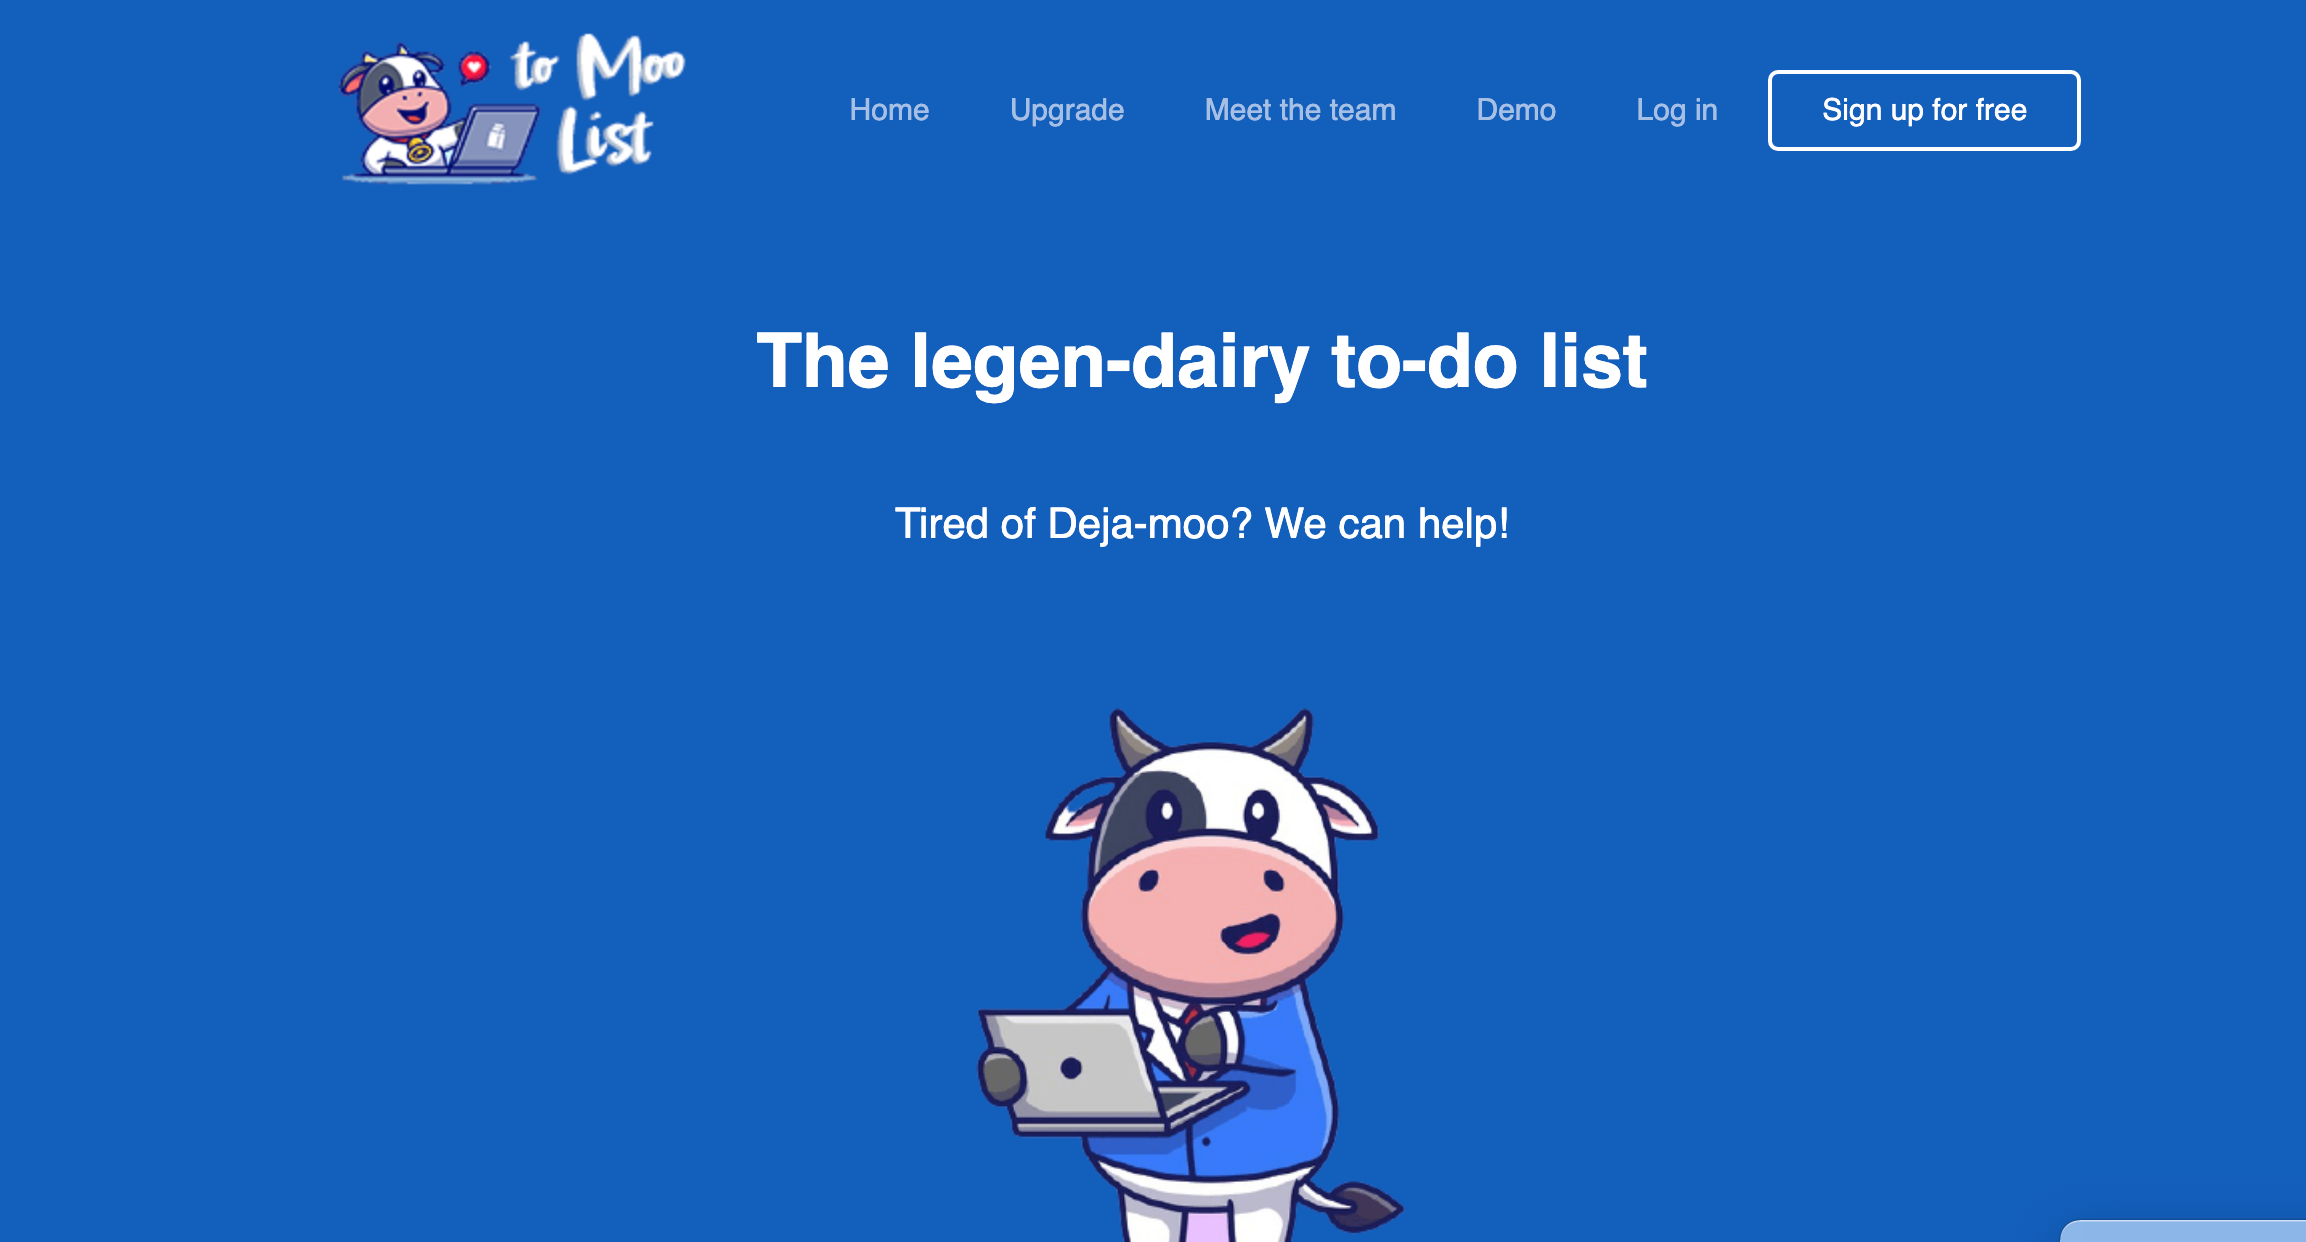 to Moo
List
Home Upgrade Meet the team Demo Log in Sign up for free
The legen-dairy to-do list
Tired of Deja-moo? We can help!